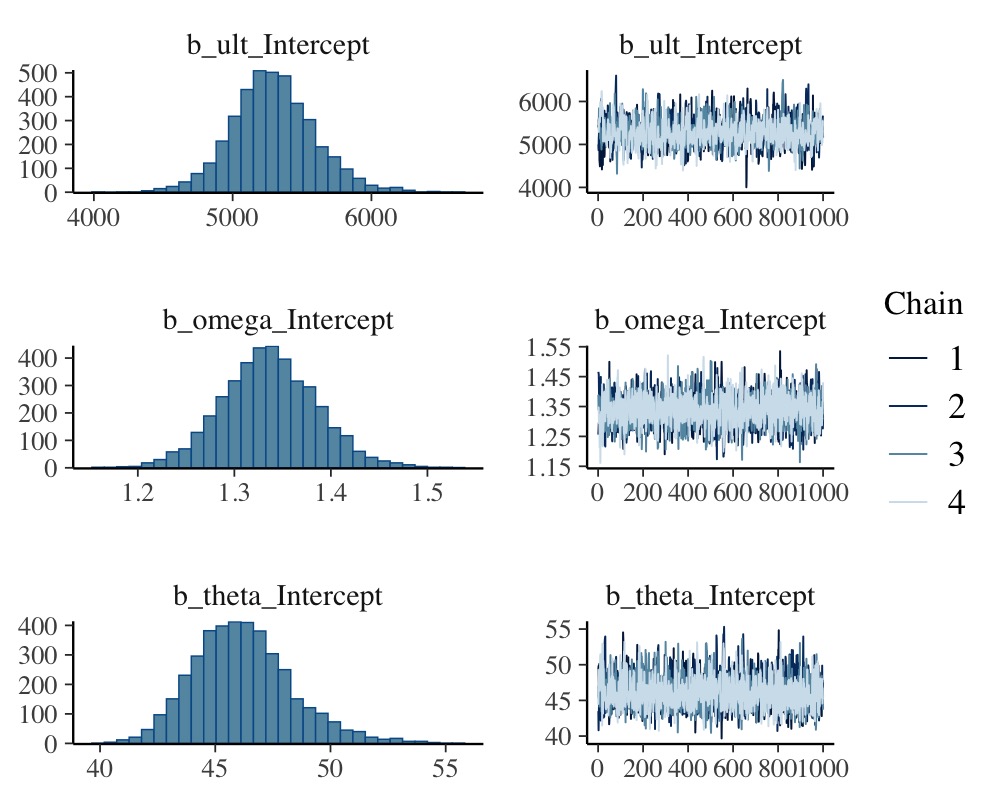 b_ult_Intercept
500
400
300
200
100
0
4000 5000 6000
b_ult_Intercept
6000
5000
4000
0 200 400 600 800 1000
b_omega_Intercept
400
300
200
100
0
1.2 1.3 1.4 1.5
b_omega_Intercept
1.55
1.45
1.35
1.25
1.15
0 200 400 600 800 1000
Chain
1
2
3
4
b_theta_Intercept
400
300
200
100
0
40 45 50 55
b_theta_Intercept
55
50
45
40
0 200 400 600 800 1000